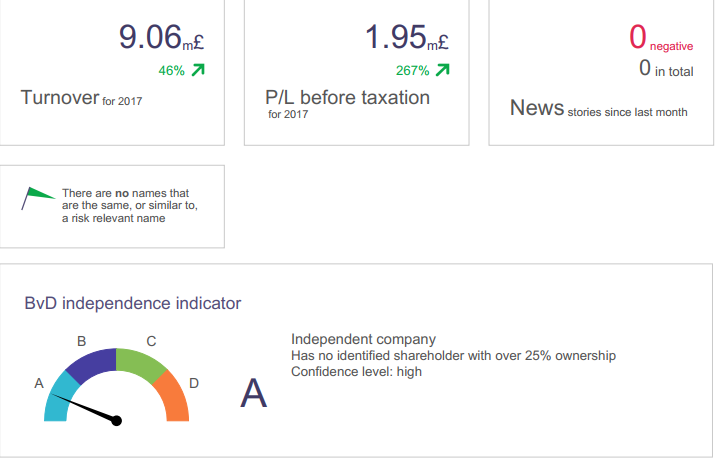 9.06m£
46%
Turnover for 2017
1.95m£
267%
P/L before taxation
for 2017
0 negative
0 in total
News stories since last month
There are no names that
are the same, or similar to,
a risk relevant name
BvD independence indicator
A
B
C
D
A
Independent company
Has no identified shareholder with over 25% ownership
Confidence level: high